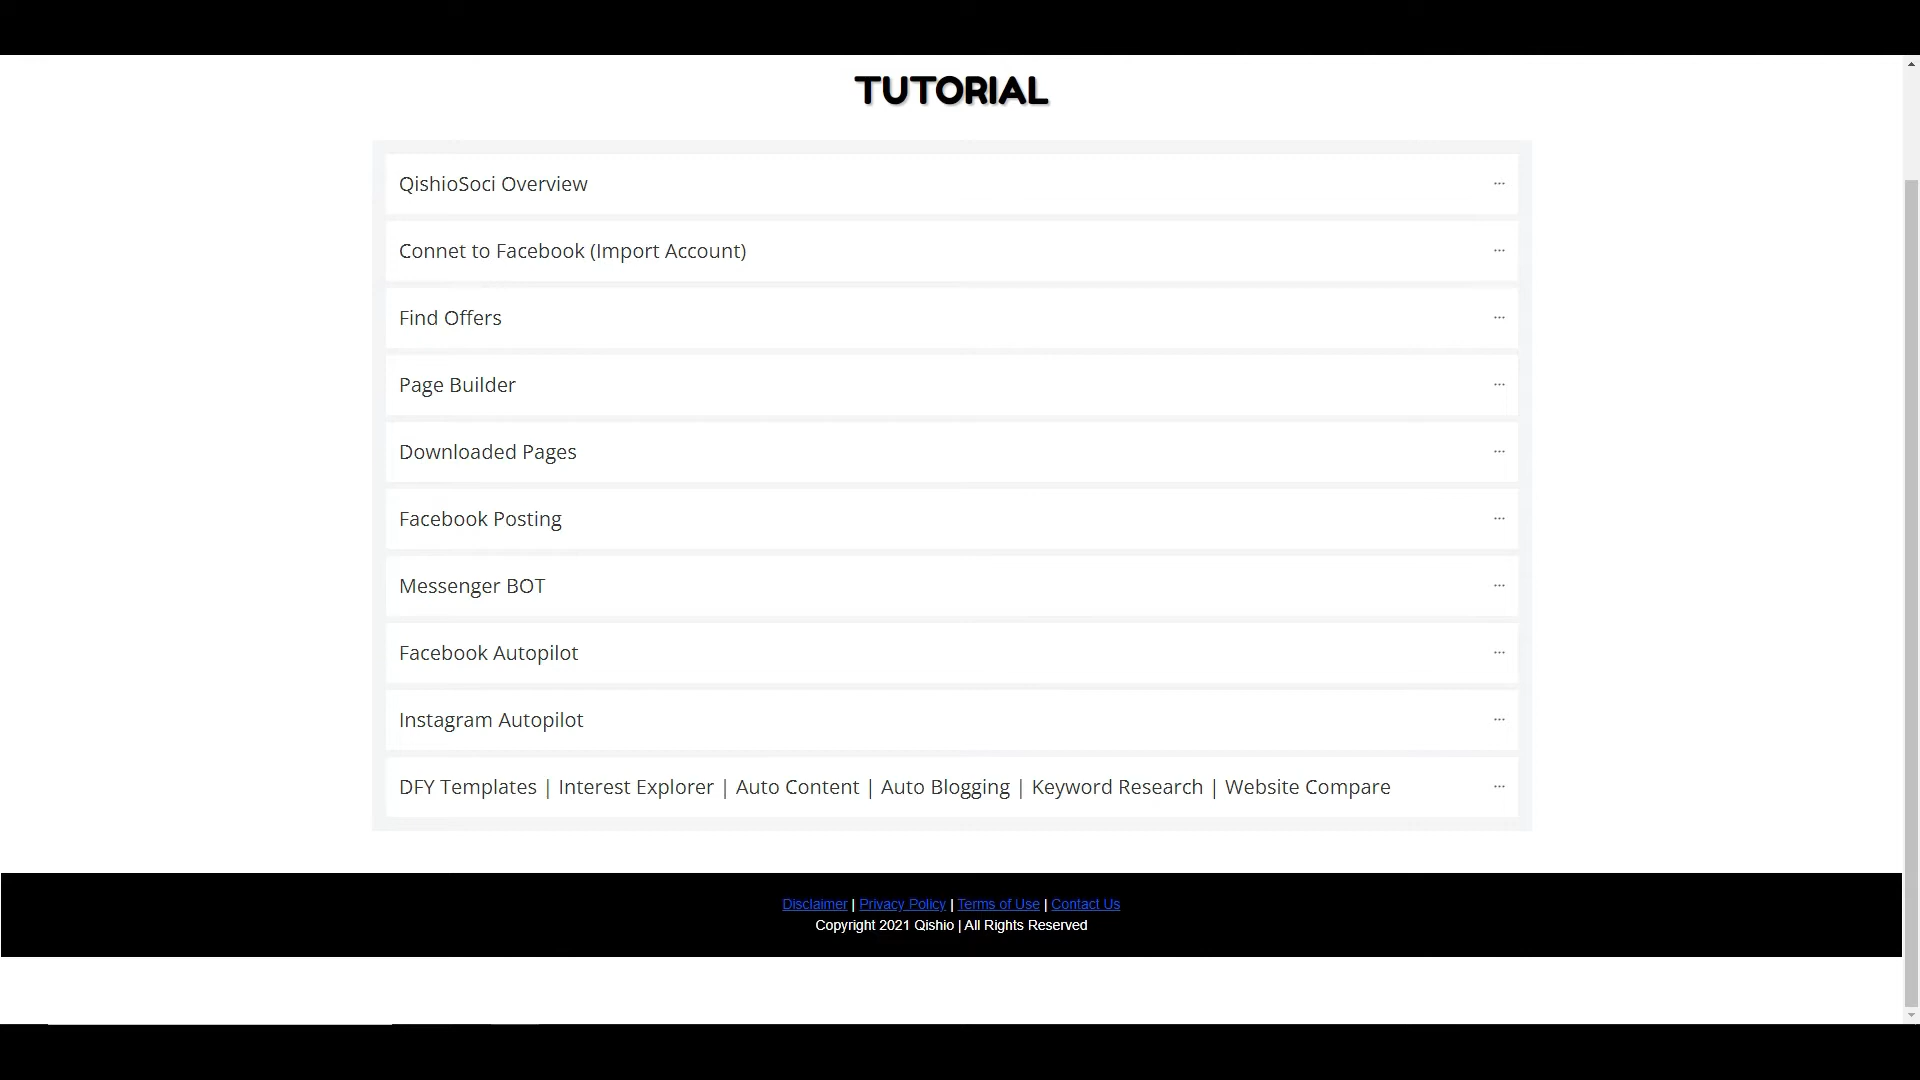 TUTORIAL
QishioSoci Overview
Connet to Facebook (Import Account)
Find Offers
Page Builder
Downloaded Pages
Facebook Posting
Messenger BOT
Facebook Autopilot
Instagram Autopilot
DFY Templates | Interest Explorer | Auto Content | Auto Blogging | Keyword Research | Website Compare
Disclaimer | Privacy Policy | Terms of Use | Contact Us
Copyright 2021 Qishio | All Rights Reserved